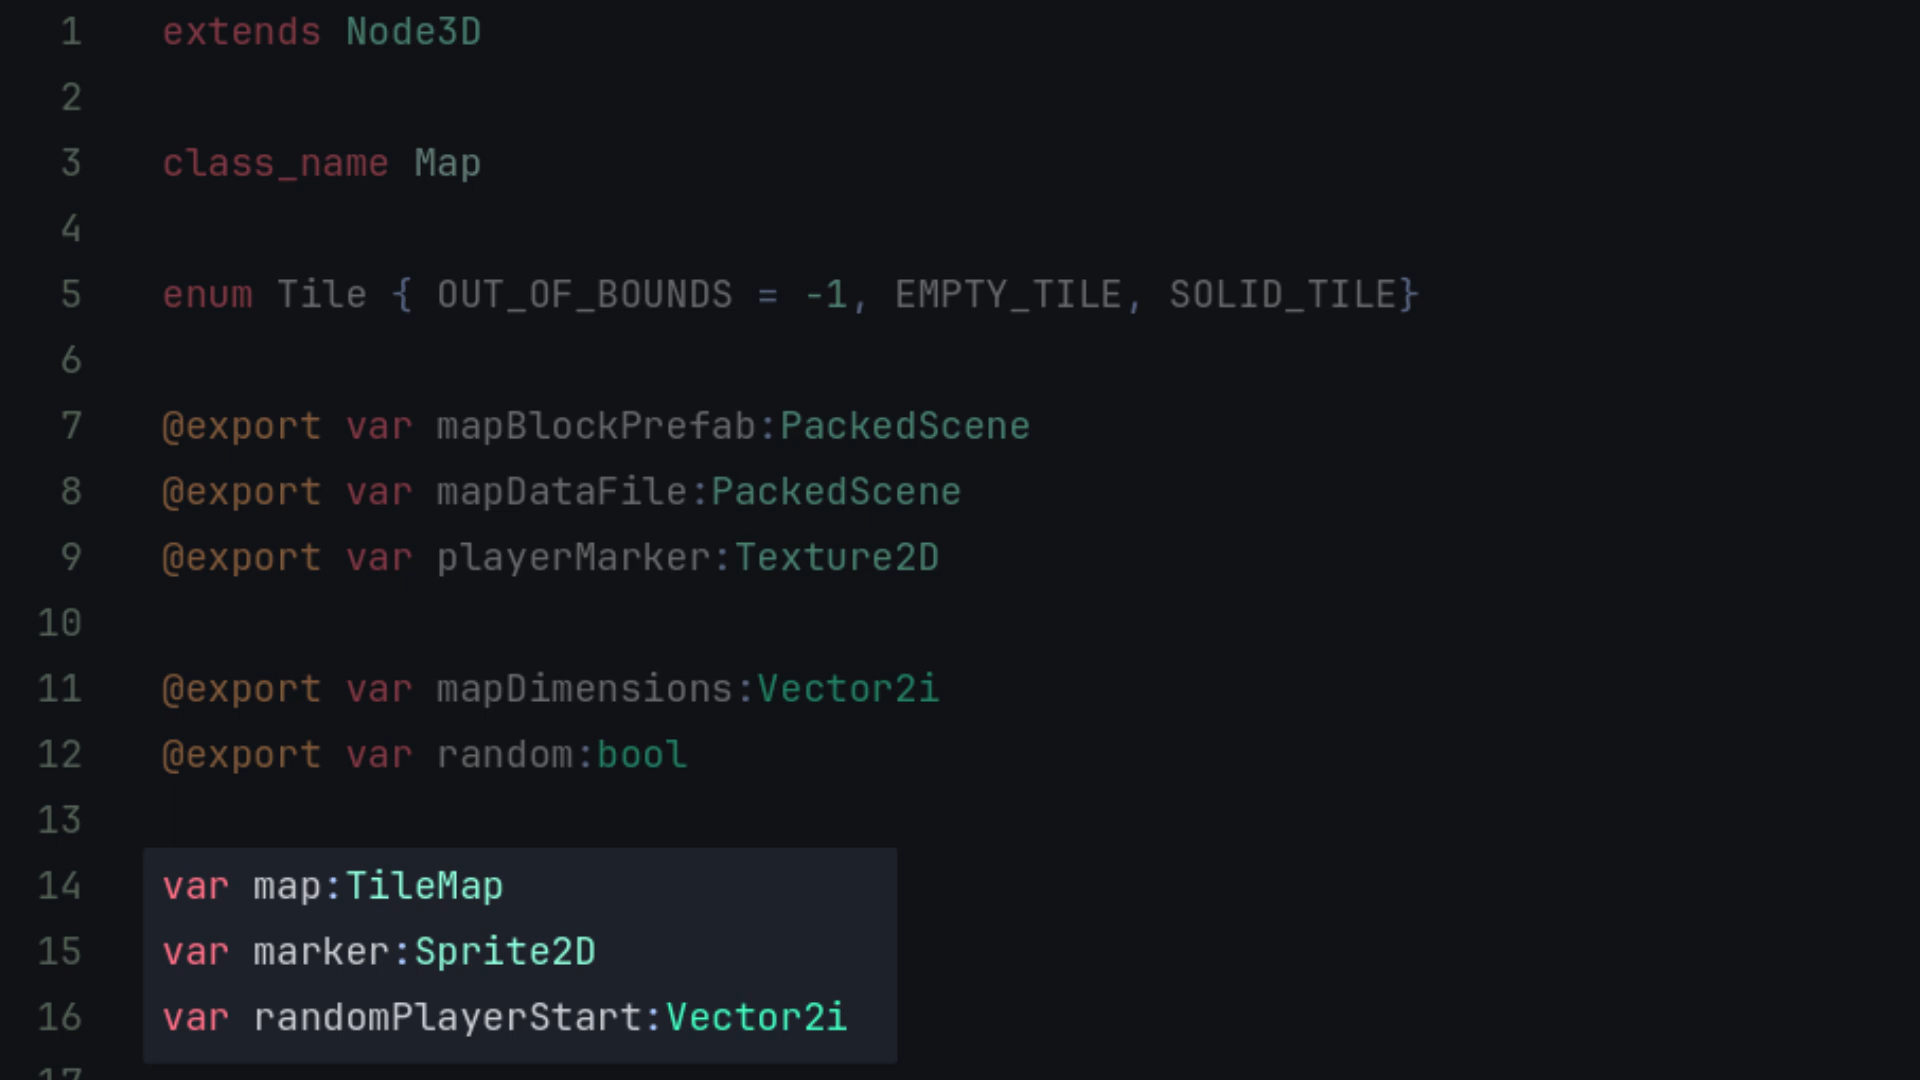 1 extends Node3D
2
3 class_name Map
4
5 enum Tile { OUT_OF_BOUNDS = -1, EMPTY_TILE, SOLID_TILE}
6
7 @export var mapBlockPrefab:PackedScene
8 @export var mapDataFile:PackedScene
9 @export var playerMarker:Texture2D
10
11 @export var mapDimensions:Vector2i
12 @export var random:bool
13
14 var map:TileMap
15 var marker:Sprite2D
16 var randomPlayerStart:Vector2i
17